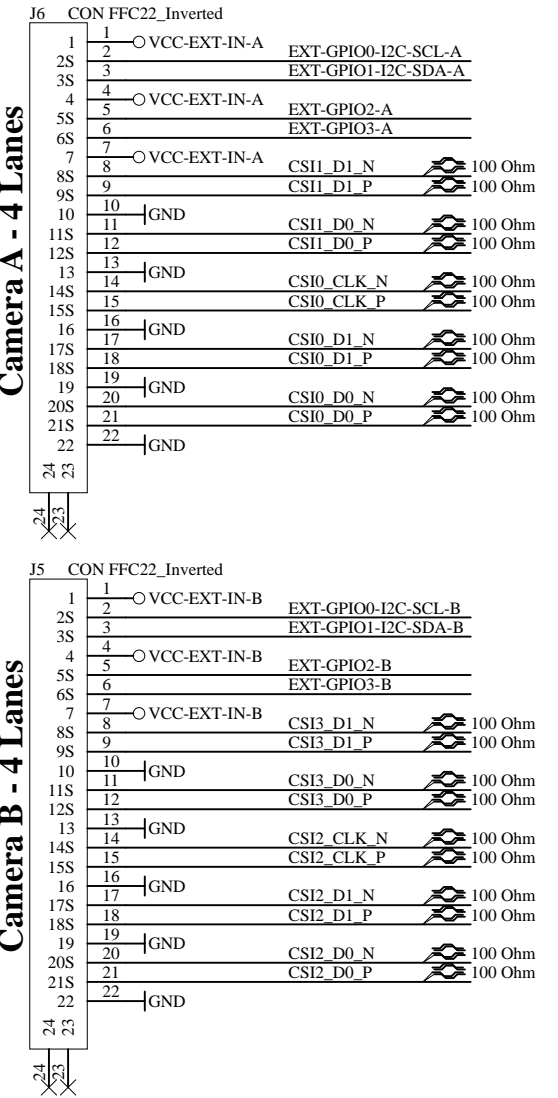 J6 CON FFC22_Inverted
Camera A - 4 Lanes
1 1 VCC-EXT-IN-A
2S 2 EXT-GPIO0-I2C-SCL-A
3S 3 EXT-GPIO1-I2C-SDA-A
4 4 VCC-EXT-IN-A
5S 5 EXT-GPIO2-A
6S 6 EXT-GPIO3-A
7 7 VCC-EXT-IN-A
8S 8 CSI1_D1_N 100 Ohm
9S 9 CSI1_D1_P 100 Ohm
10 10 GND
11S 11 CSI1_D0_N 100 Ohm
12S 12 CSI1_D0_P 100 Ohm
13 13 GND
14S 14 CSI0_CLK_N 100 Ohm
15S 15 CSI0_CLK_P 100 Ohm
16 16 GND
17S 17 CSI0_D1_N 100 Ohm
18S 18 CSI0_D1_P 100 Ohm
19 19 GND
20S 20 CSI0_D0_N 100 Ohm
21S 21 CSI0_D0_P 100 Ohm
22 22 GND
24 23
24 23
J5 CON FFC22_Inverted
Camera B - 4 Lanes
1 1 VCC-EXT-IN-B
2S 2 EXT-GPIO0-I2C-SCL-B
3S 3 EXT-GPIO1-I2C-SDA-B
4 4 VCC-EXT-IN-B
5S 5 EXT-GPIO2-B
6S 6 EXT-GPIO3-B
7 7 VCC-EXT-IN-B
8S 8 CSI3_D1_N 100 Ohm
9S 9 CSI3_D1_P 100 Ohm
10 10 GND
11S 11 CSI3_D0_N 100 Ohm
12S 12 CSI3_D0_P 100 Ohm
13 13 GND
14S 14 CSI2_CLK_N 100 Ohm
15S 15 CSI2_CLK_P 100 Ohm
16 16 GND
17S 17 CSI2_D1_N 100 Ohm
18S 18 CSI2_D1_P 100 Ohm
19 19 GND
20S 20 CSI2_D0_N 100 Ohm
21S 21 CSI2_D0_P 100 Ohm
22 22 GND
24 23
24 23